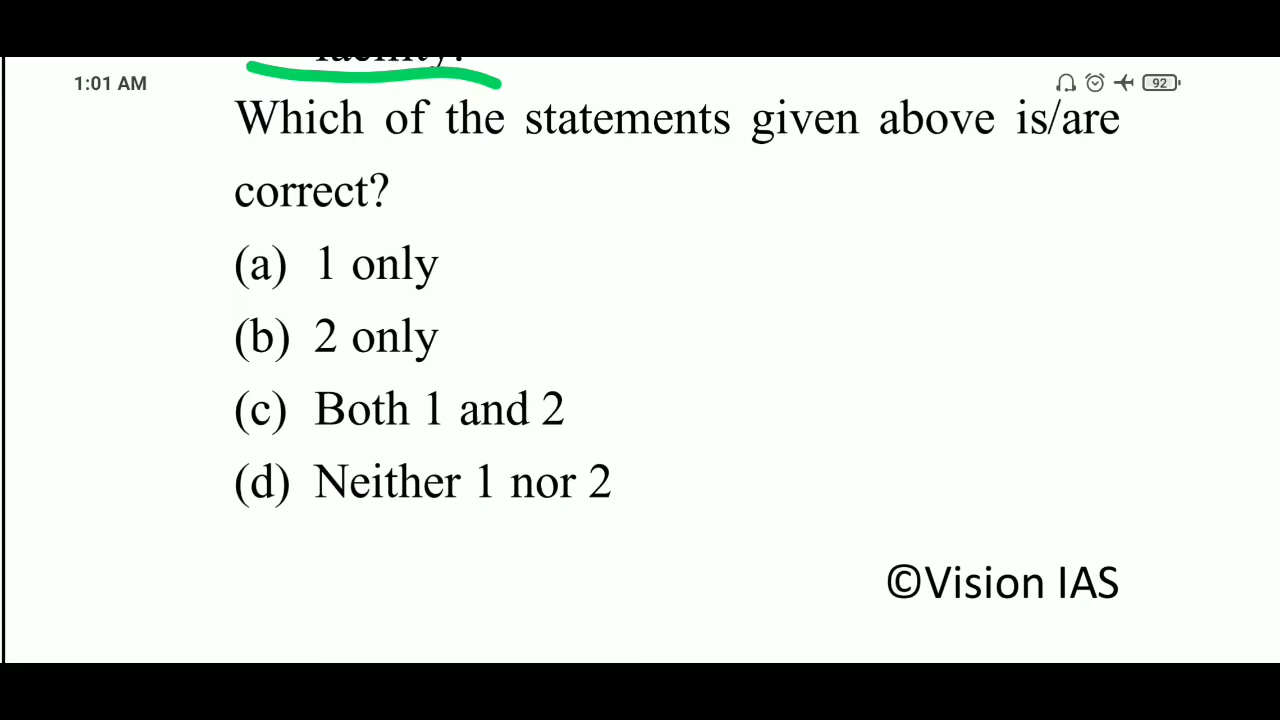 facility.
1:01 AM
92
Which of the statements given above is/are
correct?
(a) 1 only
(b) 2 only
(c) Both 1 and 2
(d) Neither 1 nor 2
©Vision IAS